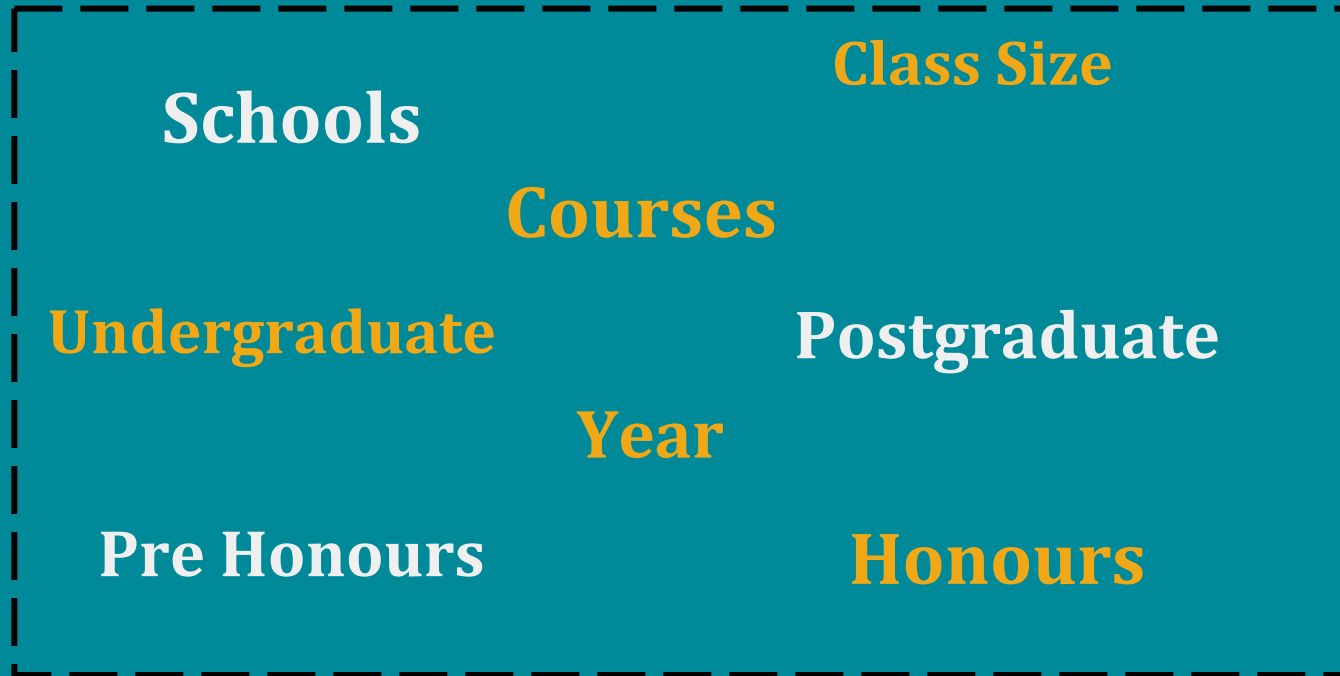 Class Size
Schools
Courses
Undergraduate
Postgraduate
Year
Pre Honours
Honours